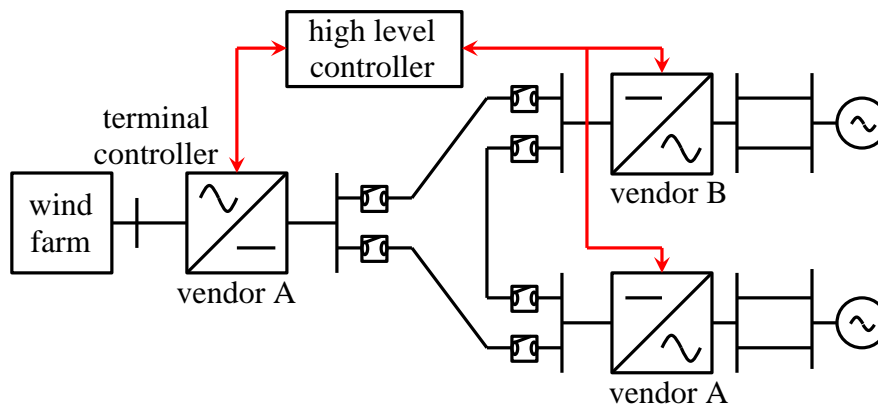 high level
controller
terminal
controller
wind
farm
vendor A
vendor B
vendor A